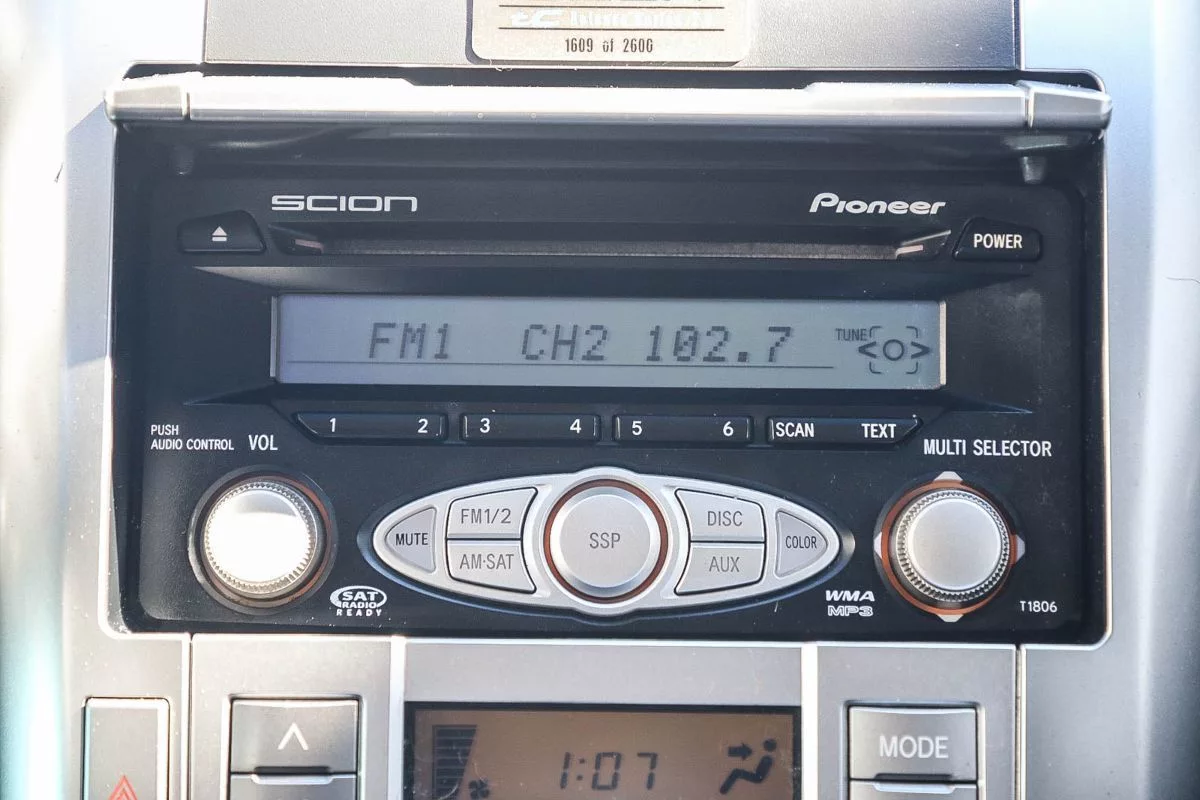 tC
1609 of 2600
SCION
Pioneer
POWER
FM1 CH2 102.7 TUNE
1 2 3 4 5 6 SCAN TEXT
PUSH
AUDIO CONTROL VOL
MULTI SELECTOR
MUTE FM1/2 SSP DISC COLOR
AM·SAT AUX
SAT
RADIO
READY
WMA
MP3
T1806
1:07
MODE